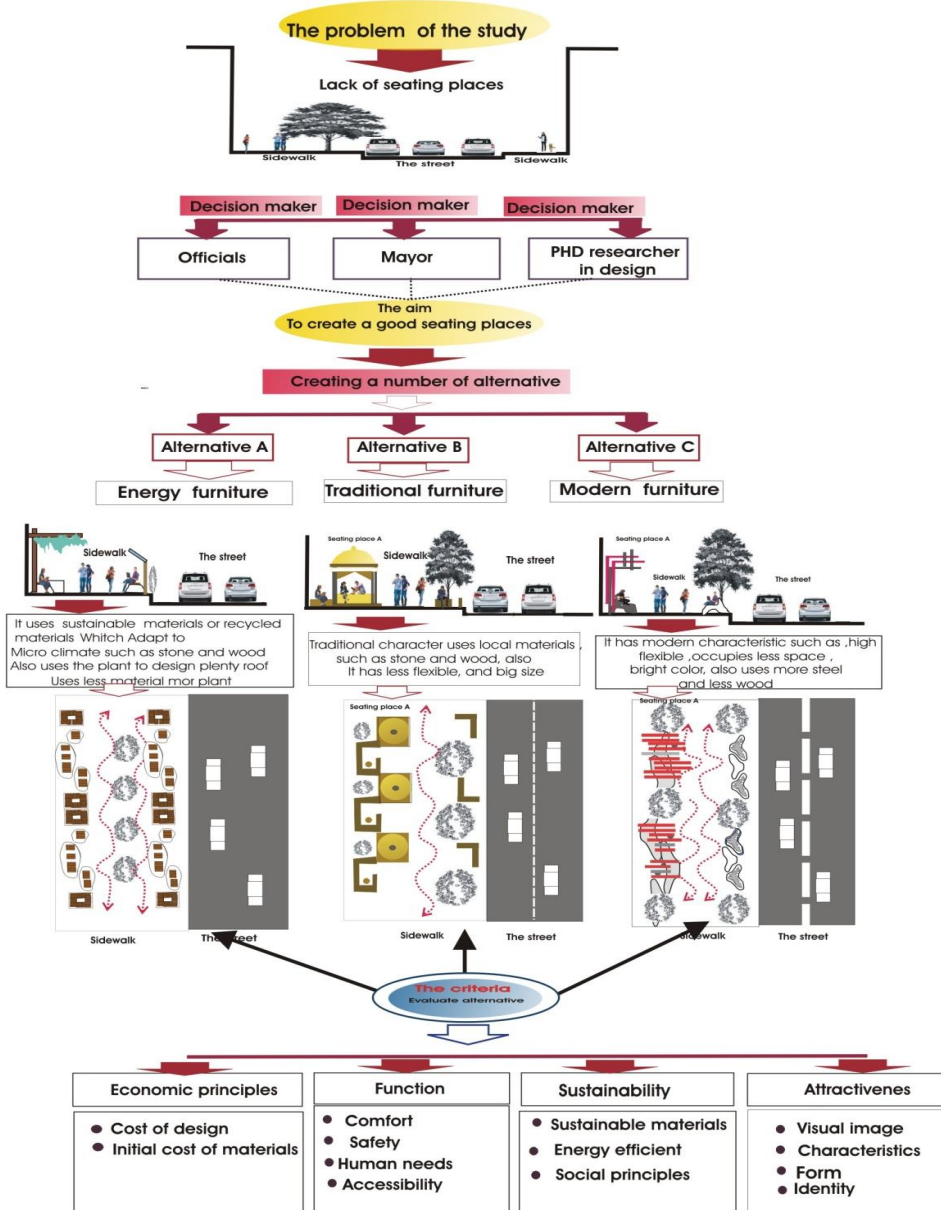 The problem of the study
Lack of seating places
Sidewalk
The street
Sidewalk
Decision maker
Decision maker
Decision maker
Officials
Mayor
PHD researcher
in design
The aim
To create a good seating places
Creating a number of alternative
Alternative A
Alternative B
Alternative C
Energy furniture
Traditional furniture
Modern furniture
Sidewalk
The street
Seating place A
Sidewalk
The street
Seating place A
Sidewalk
The street
It uses sustainable materials or recycled
materials Whitch Adapt to
Micro climate such as stone and wood
Also uses the plant to design plenty roof
Uses less material mor plant
Traditional character uses local materials ,
such as stone and wood, also
It has less flexible, and big size
It has modern characteristic such as ,high
flexible ,occupies less space ,
bright color, also uses more steel
and less wood
Seating place A
Seating place A
Sidewalk
The street
Sidewalk
The street
Sidewalk
The street
The criteria
Evaluate alternative
Economic principles
Cost of design
Initial cost of materials
Function
Comfort
Safety
Human needs
Accessibility
Sustainability
Sustainable materials
Energy efficient
Social principles
Attractivenes
Visual image
Characteristics
Form
Identity